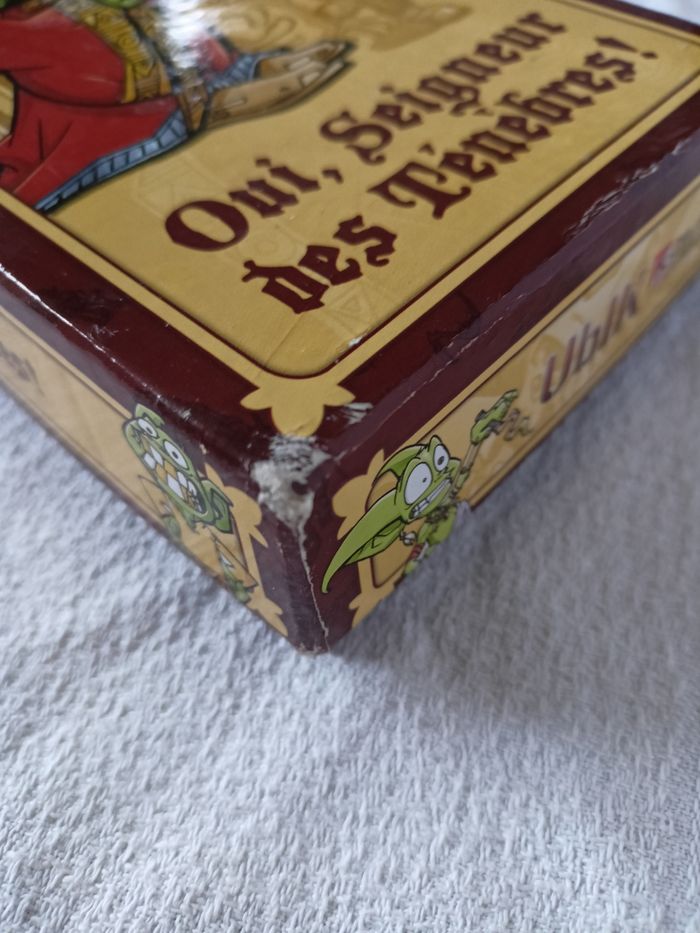 Oui, Seigneur
des Ténèbres!
UbIK